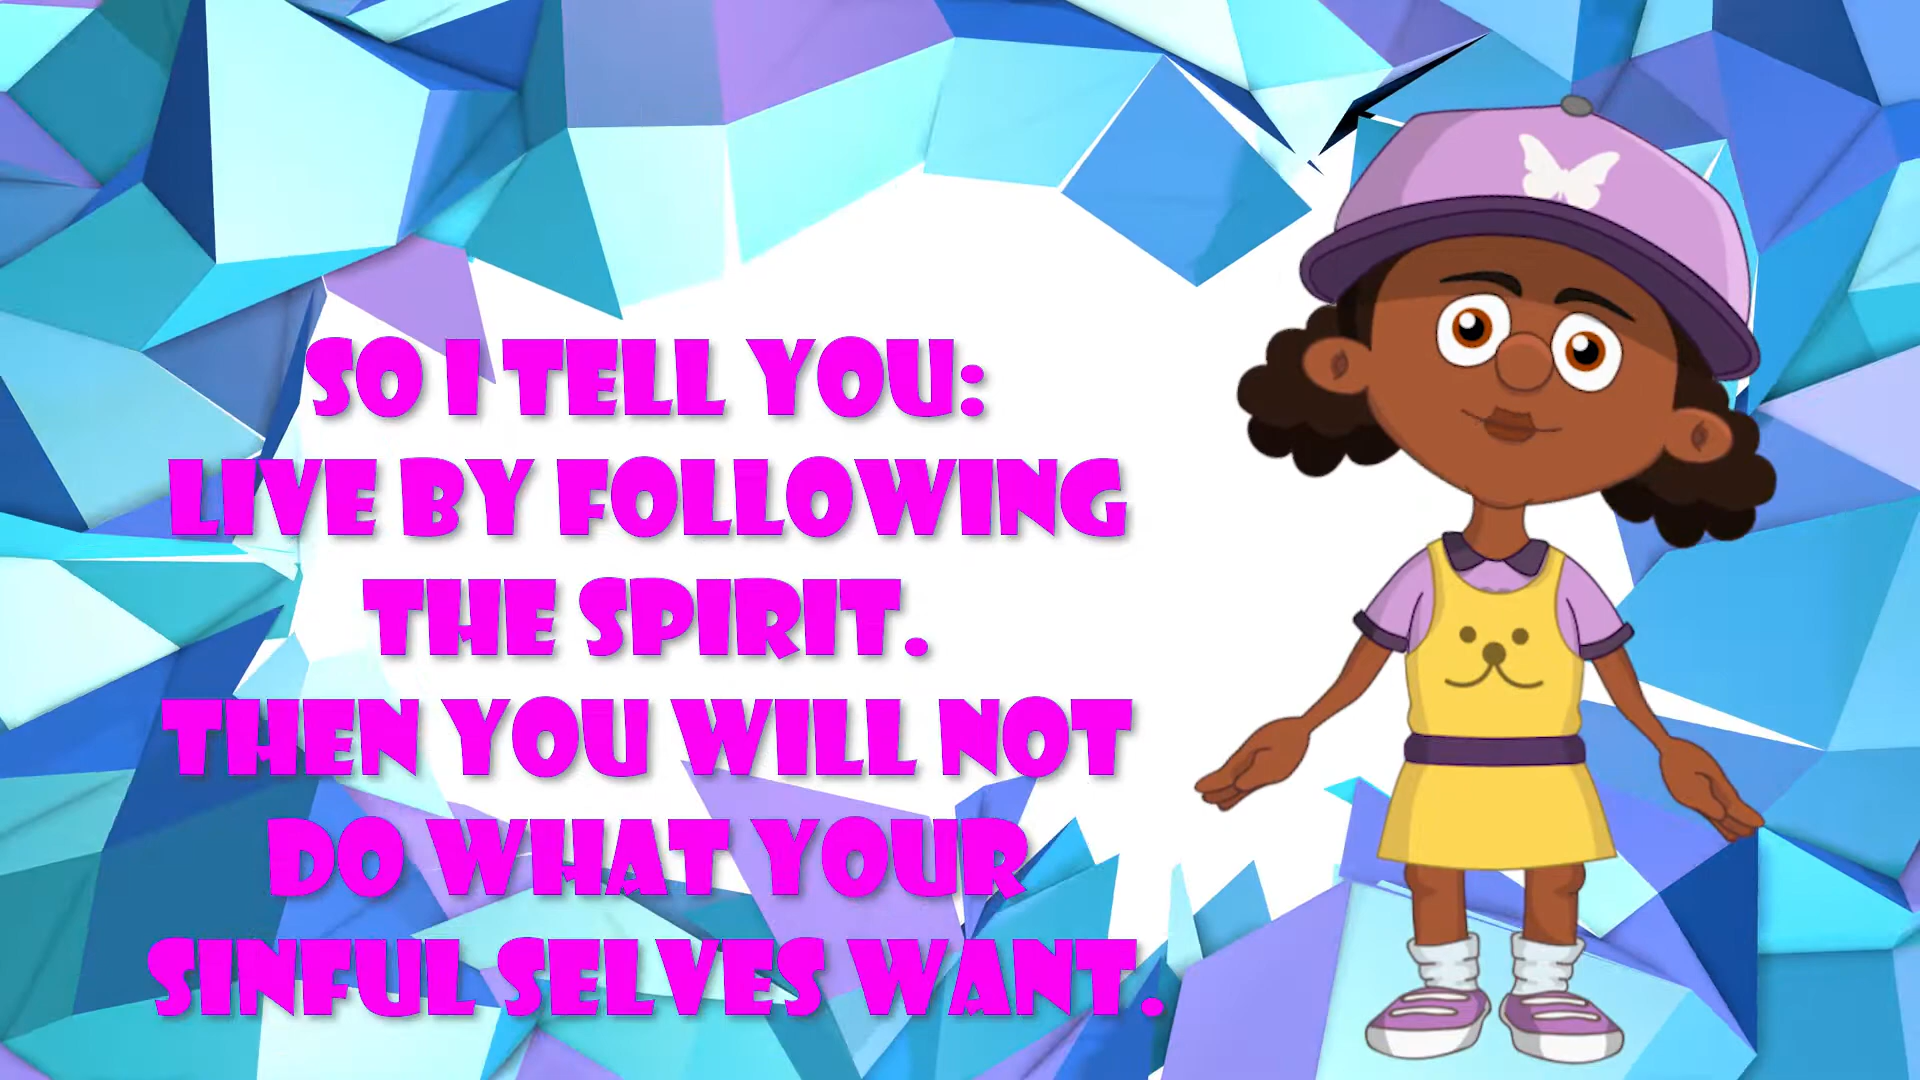 SO I TELL YOU:
LIVE BY FOLLOWING
THE SPIRIT.
THEN YOU WILL NOT
DO WHAT YOUR
SINFUL SELVES WANT.